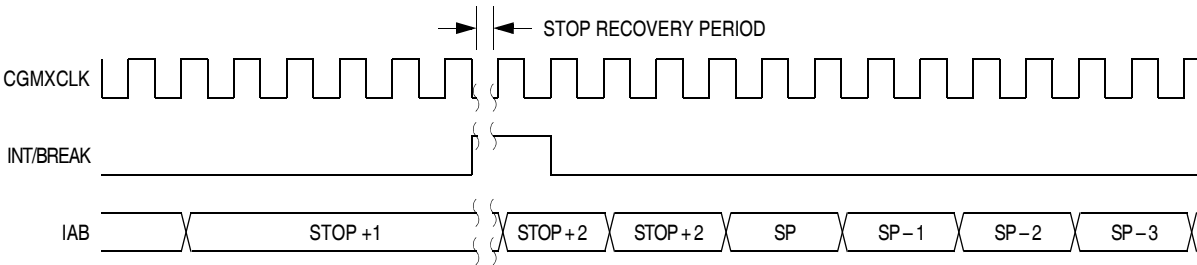 STOP RECOVERY PERIOD
CGMXCLK
INT/BREAK
IAB STOP +1 STOP + 2 STOP + 2 SP SP – 1 SP – 2 SP – 3